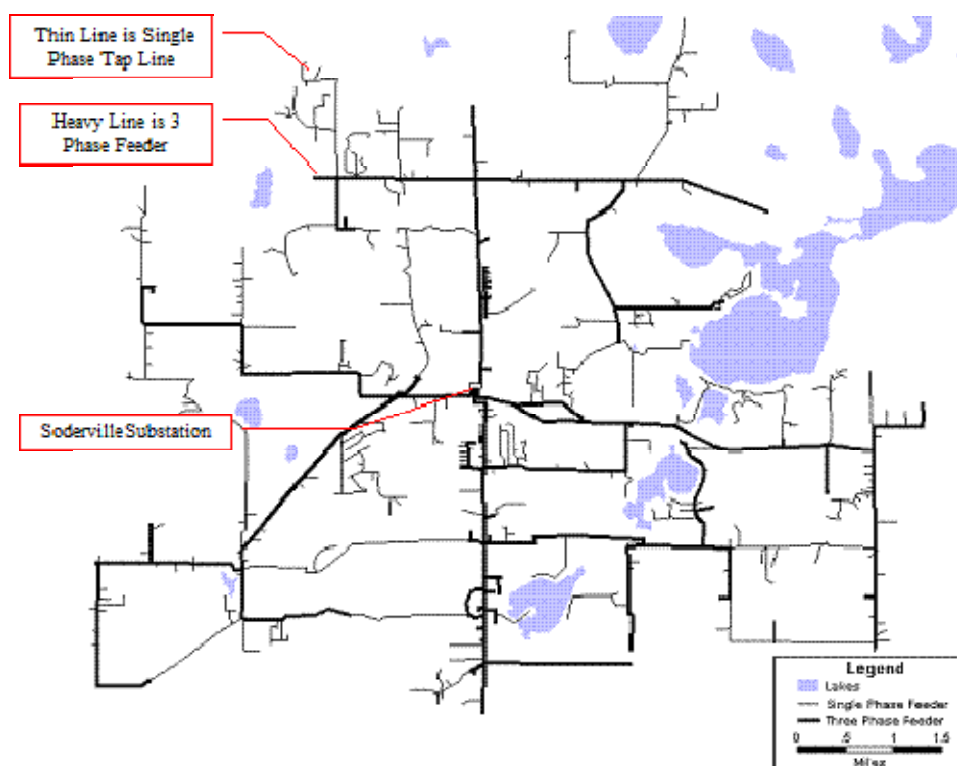 Thin Line is Single
Phase Tap Line
Heavy Line is 3
Phase Feeder
Soderville Substation
Legend
Lakes
Single Phase Feeder
Three Phase Feeder
0 .5 1 1.5
Miles